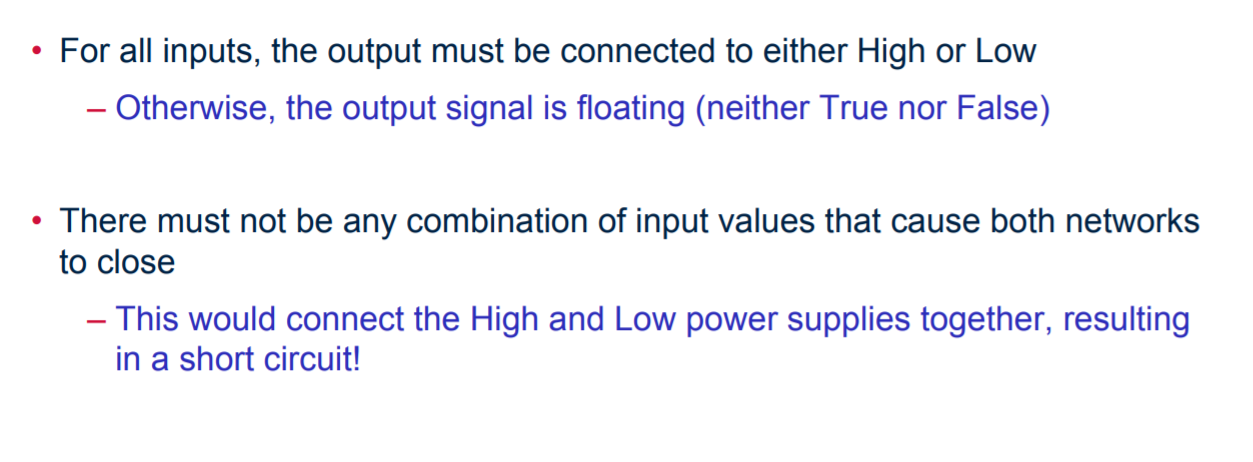 • For all inputs, the output must be connected to either High or Low
– Otherwise, the output signal is floating (neither True nor False)
• There must not be any combination of input values that cause both networks
to close
– This would connect the High and Low power supplies together, resulting
in a short circuit!